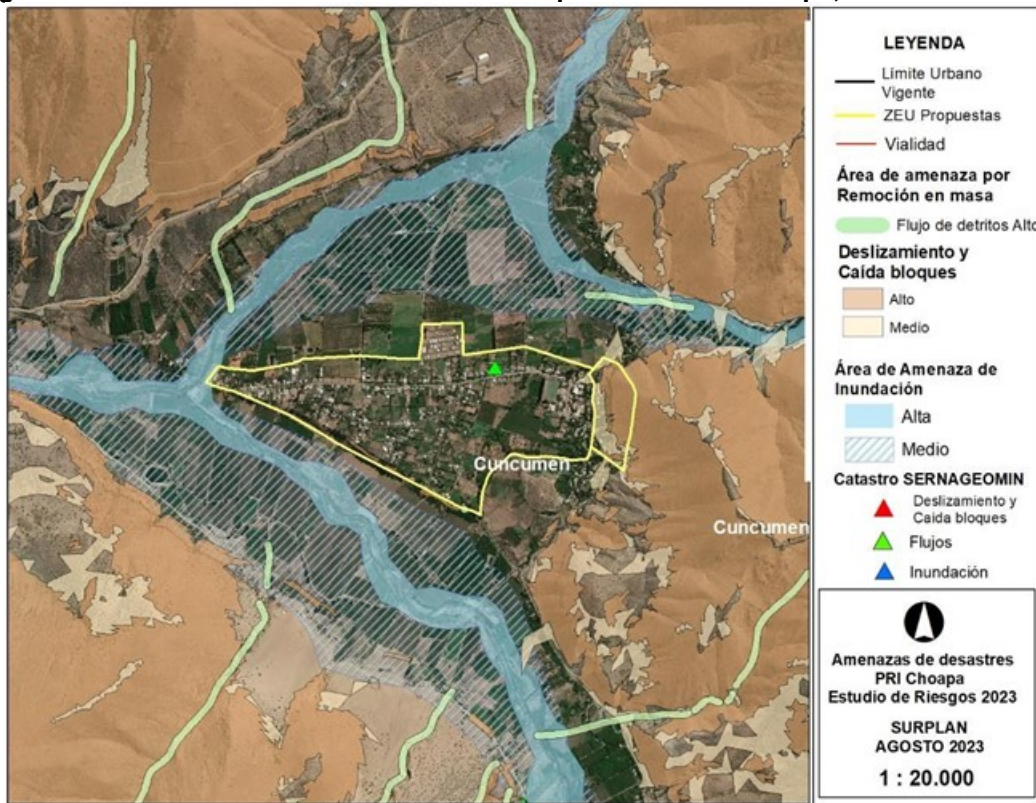 Cuncumen
Cuncumen
LEYENDA
Límite Urbano
Vigente
ZEU Propuestas
Vialidad
Área de amenaza por
Remoción en masa
Flujo de detritos Alto
Deslizamiento y
Caída bloques
Alto
Medio
Área de Amenaza de
Inundación
Alta
Medio
Catastro SERNAGEOMIN
Deslizamiento y
Caida bloques
Flujos
Inundación
Amenazas de desastres
PRI Choapa
Estudio de Riesgos 2023
SURPLAN
AGOSTO 2023
1 : 20.000